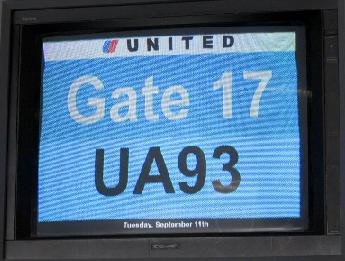 UNITED
Gate 17
UA93
Tuesday, September 11th